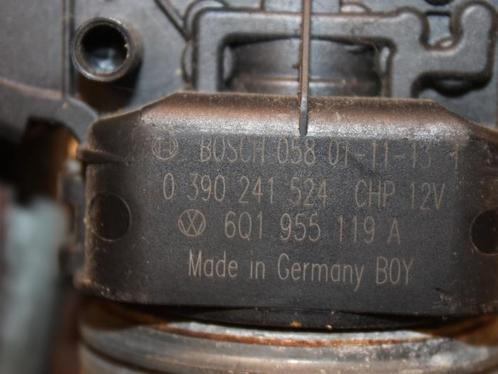 BOSCH 058 01-11-13 1
0 390 241 524 CHP 12V
6Q1 955 119 A
Made in Germany BOY